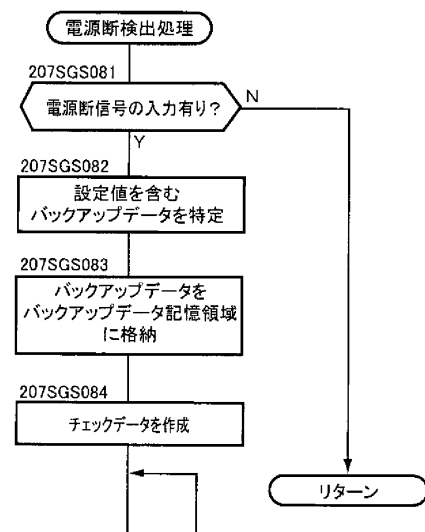 電源断検出処理
207SGS081
電源断信号の入力有り?
N
Y
207SGS082
設定値を含む
バックアップデータを特定
207SGS083
バックアップデータを
バックアップデータ記憶領域
に格納
207SGS084
チェックデータを作成
リターン